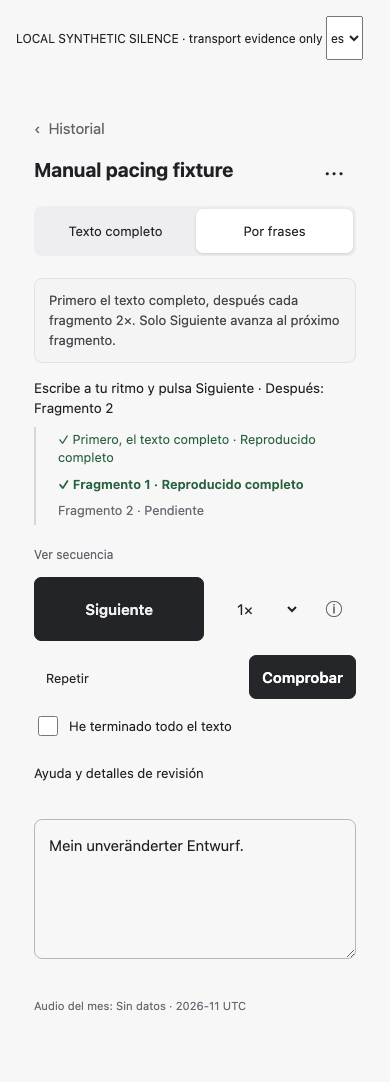 LOCAL SYNTHETIC SILENCE · transport evidence only es
‹ Historial
Manual pacing fixture ...
Texto completo Por frases
Primero el texto completo, después cada
fragmento 2×. Solo Siguiente avanza al próximo
fragmento.
Escribe a tu ritmo y pulsa Siguiente · Después:
Fragmento 2
✓ Primero, el texto completo · Reproducido
completo
✓ Fragmento 1 · Reproducido completo
Fragmento 2 · Pendiente
Ver secuencia
Siguiente 1× ⓘ
Repetir Comprobar
He terminado todo el texto
Ayuda y detalles de revisión
Mein unveränderter Entwurf.
Audio del mes: Sin datos · 2026-11 UTC